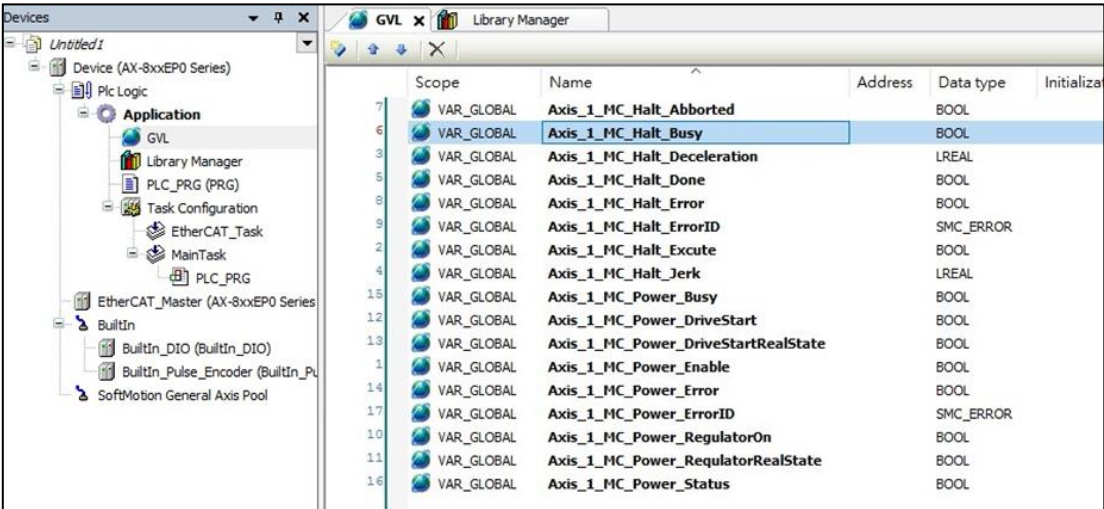 Devices
Untitled1
Device (AX-8xxEP0 Series)
Plc Logic
Application
GVL
Library Manager
PLC_PRG (PRG)
Task Configuration
EtherCAT_Task
MainTask
PLC_PRG
EtherCAT_Master (AX-8xxEP0 Series
BuiltIn
BuiltIn_DIO (BuiltIn_DIO)
BuiltIn_Pulse_Encoder (BuiltIn_Pu
SoftMotion General Axis Pool
GVL Library Manager
Scope Name Address Data type Initializat
7 VAR_GLOBAL Axis_1_MC_Halt_Abborted BOOL
6 VAR_GLOBAL Axis_1_MC_Halt_Busy BOOL
3 VAR_GLOBAL Axis_1_MC_Halt_Deceleration LREAL
5 VAR_GLOBAL Axis_1_MC_Halt_Done BOOL
8 VAR_GLOBAL Axis_1_MC_Halt_Error BOOL
9 VAR_GLOBAL Axis_1_MC_Halt_ErrorID SMC_ERROR
2 VAR_GLOBAL Axis_1_MC_Halt_Excute BOOL
4 VAR_GLOBAL Axis_1_MC_Halt_Jerk LREAL
15 VAR_GLOBAL Axis_1_MC_Power_Busy BOOL
12 VAR_GLOBAL Axis_1_MC_Power_DriveStart BOOL
13 VAR_GLOBAL Axis_1_MC_Power_DriveStartRealState BOOL
1 VAR_GLOBAL Axis_1_MC_Power_Enable BOOL
14 VAR_GLOBAL Axis_1_MC_Power_Error BOOL
17 VAR_GLOBAL Axis_1_MC_Power_ErrorID SMC_ERROR
10 VAR_GLOBAL Axis_1_MC_Power_RegulatorOn BOOL
11 VAR_GLOBAL Axis_1_MC_Power_RequlatorRealState BOOL
16 VAR_GLOBAL Axis_1_MC_Power_Status BOOL